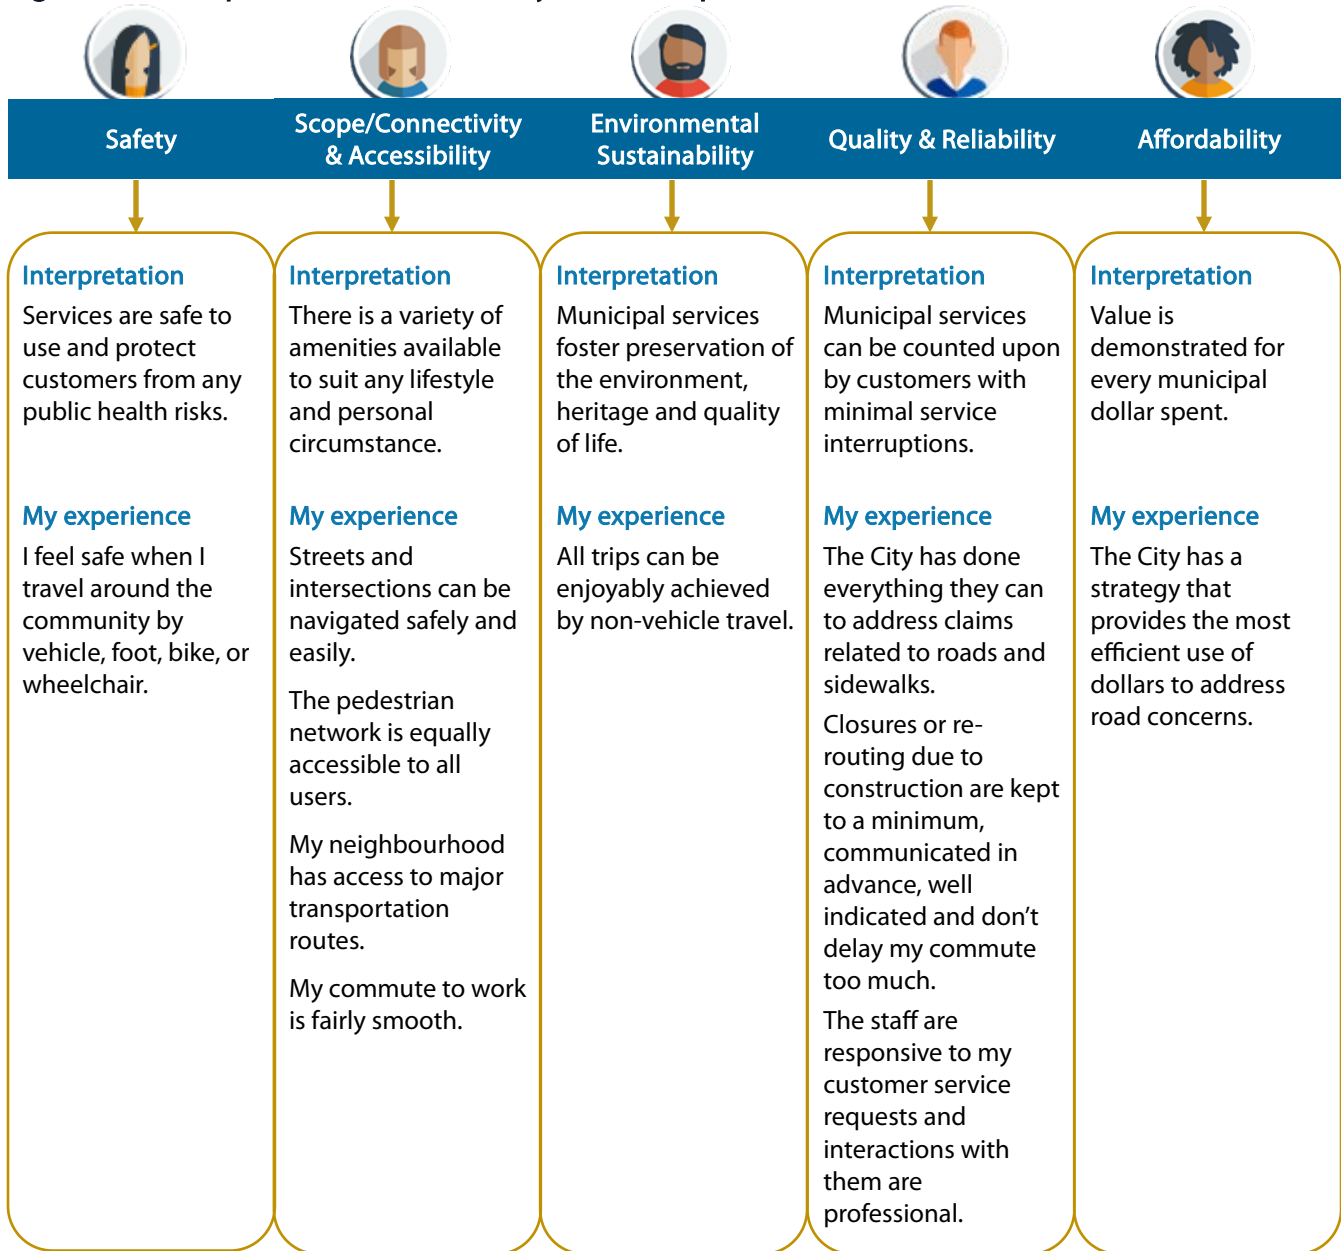 Safety
Scope/Connectivity
& Accessibility
Environmental
Sustainability
Quality & Reliability
Affordability
Interpretation
Services are safe to
use and protect
customers from any
public health risks.
My experience
I feel safe when I
travel around the
community by
vehicle, foot, bike, or
wheelchair.
Interpretation
There is a variety of
amenities available
to suit any lifestyle
and personal
circumstance.
My experience
Streets and
intersections can be
navigated safely and
easily.
The pedestrian
network is equally
accessible to all
users.
My neighbourhood
has access to major
transportation
routes.
My commute to work
is fairly smooth.
Interpretation
Municipal services
foster preservation of
the environment,
heritage and quality
of life.
My experience
All trips can be
enjoyably achieved
by non-vehicle travel.
Interpretation
Municipal services
can be counted upon
by customers with
minimal service
interruptions.
My experience
The City has done
everything they can
to address claims
related to roads and
sidewalks.
Closures or re-
routing due to
construction are kept
to a minimum,
communicated in
advance, well
indicated and don’t
delay my commute
too much.
The staff are
responsive to my
customer service
requests and
interactions with
them are
professional.
Interpretation
Value is
demonstrated for
every municipal
dollar spent.
My experience
The City has a
strategy that
provides the most
efficient use of
dollars to address
road concerns.